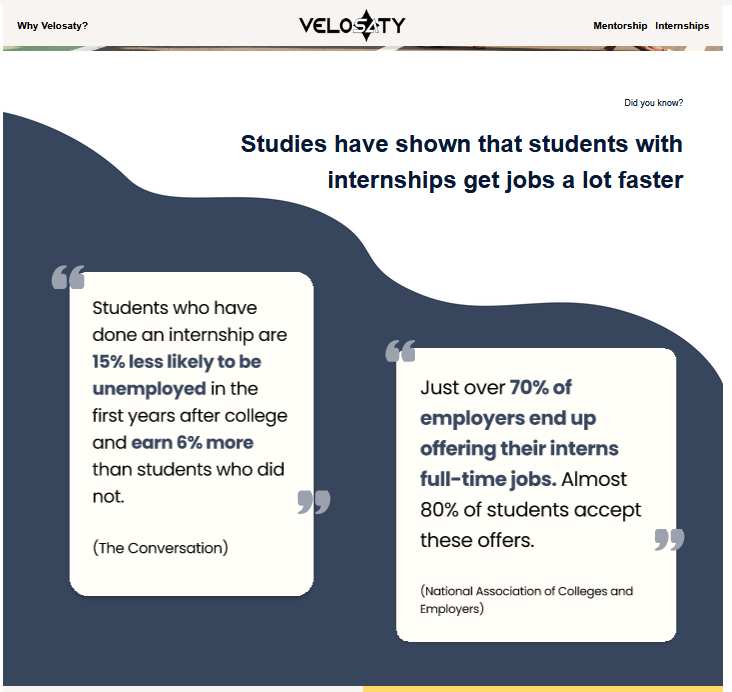 Why Velosaty?
VELOSATY
Mentorship Internships
Did you know?
Studies have shown that students with
internships get jobs a lot faster
“
Students who have
done an internship are
15% less likely to be
unemployed in the
first years after college
and earn 6% more
than students who did
not.
”
(The Conversation)
“
Just over 70% of
employers end up
offering their interns
full-time jobs. Almost
80% of students accept
these offers.
”
(National Association of Colleges and
Employers)